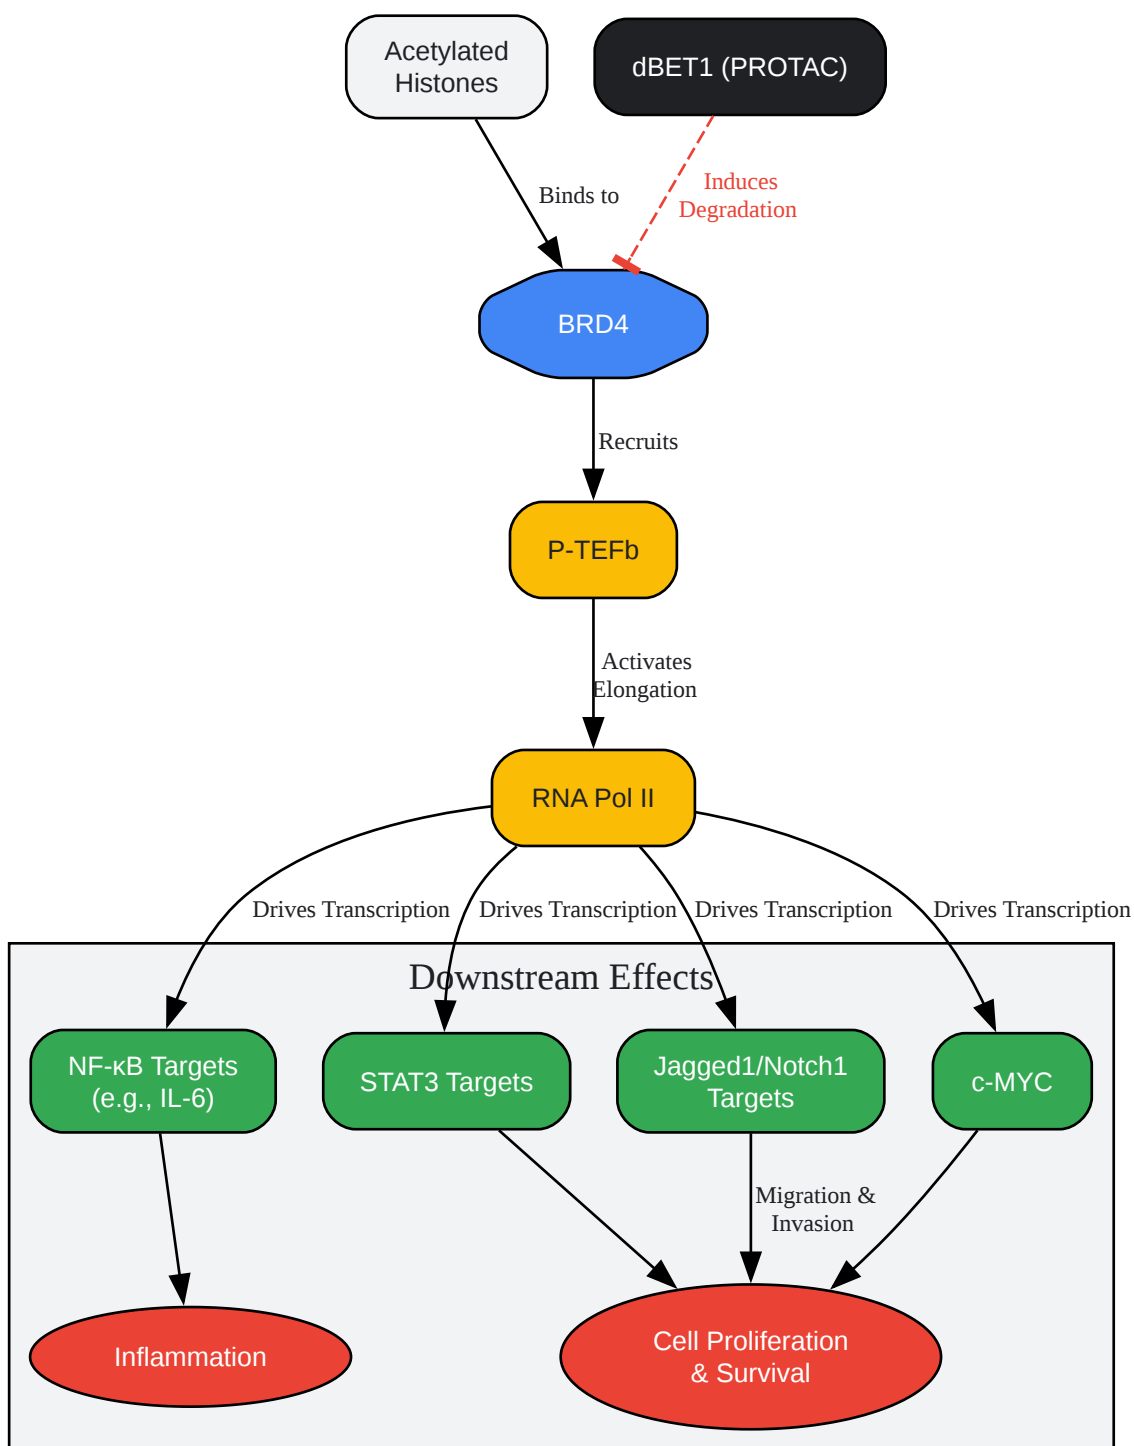 Acetylated
Histones
dBET1 (PROTAC)
Binds to
Induces
Degradation
BRD4
Recruits
P-TEFb
Activates
Elongation
RNA Pol II
Drives Transcription
Drives Transcription
Drives Transcription
Drives Transcription
Downstream Effects
NF-κB Targets
(e.g., IL-6)
STAT3 Targets
Jagged1/Notch1
Targets
c-MYC
Migration &
Invasion
Inflammation
Cell Proliferation
& Survival